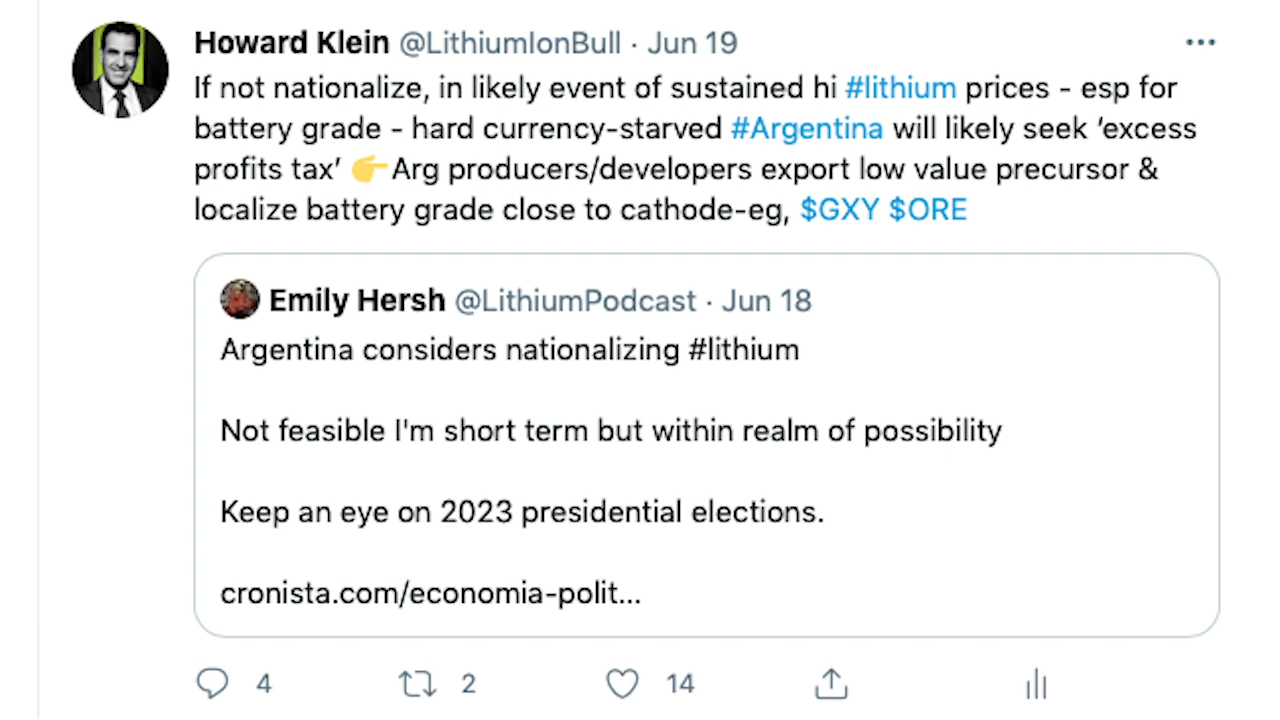 Howard Klein @LithiumIonBull · Jun 19
If not nationalize, in likely event of sustained hi #lithium prices - esp for
battery grade - hard currency-starved #Argentina will likely seek ‘excess
profits tax’ 👉Arg producers/developers export low value precursor &
localize battery grade close to cathode-eg, $GXY $ORE
Emily Hersh @LithiumPodcast · Jun 18
Argentina considers nationalizing #lithium
Not feasible I'm short term but within realm of possibility
Keep an eye on 2023 presidential elections.
cronista.com/economia-polit...
4 2 14